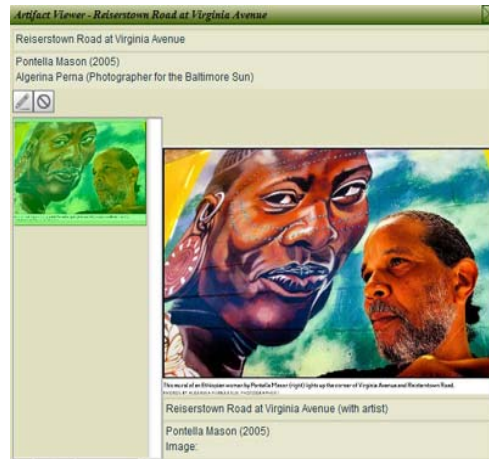 Artifact Viewer - Reiserstown Road at Virginia Avenue
Reiserstown Road at Virginia Avenue
Pontella Mason (2005)
Algerina Perna (Photographer for the Baltimore Sun)
This mural of an Ethiopian woman by Pontella Mason (right) lights up the corner of Virginia Avenue and Reisterstown Road.
Reiserstown Road at Virginia Avenue (with artist)
Pontella Mason (2005)
Image: